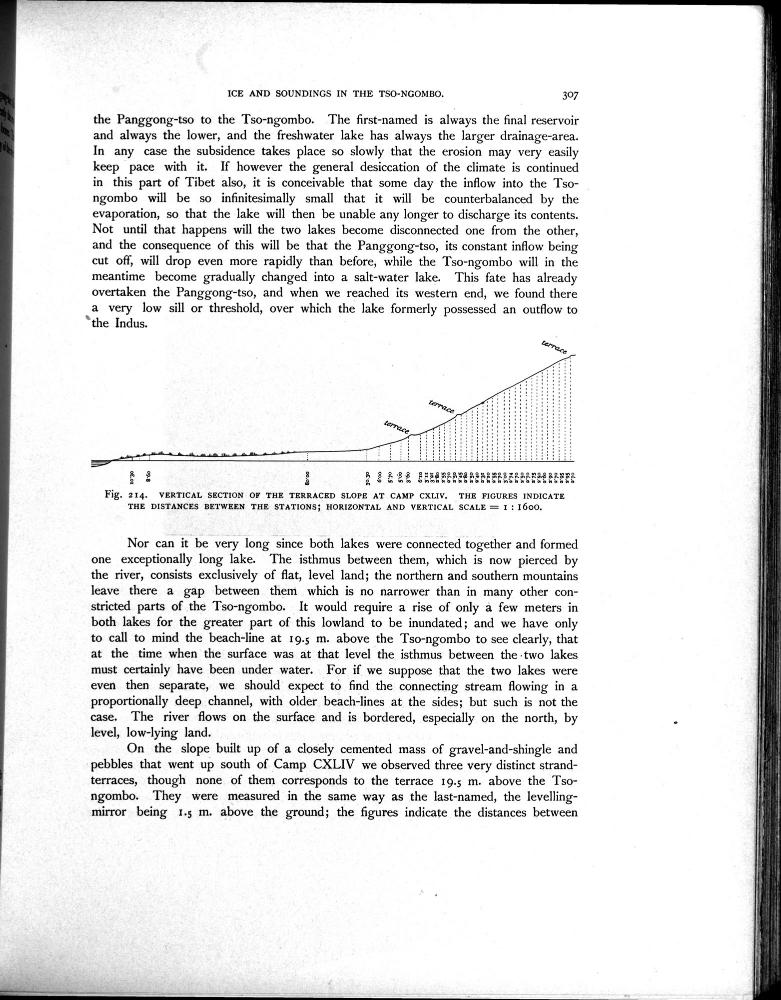 ICE AND SOUNDINGS IN THE TSO-NGOMBO. 307
the Panggong-tso to the Tso-ngombo. The first-named is always the final reservoir
and always the lower, and the freshwater lake has always the larger drainage-area.
In any case the subsidence takes place so slowly that the erosion may very easily
keep pace with it. If however the general desiccation of the climate is continued
in this part of Tibet also, it is conceivable that some day the inflow into the Tso-
ngombo will be so infinitesimally small that it will be counterbalanced by the
evaporation, so that the lake will then be unable any longer to discharge its contents.
Not until that happens will the two lakes become disconnected one from the other,
and the consequence of this will be that the Panggong-tso, its constant inflow being
cut off, will drop even more rapidly than before, while the Tso-ngombo will in the
meantime become gradually changed into a salt-water lake. This fate has already
overtaken the Panggong-tso, and when we reached its western end, we found there
a very low sill or threshold, over which the lake formerly possessed an outflow to
the Indus.
terrace
terrace
terrace
Fig. 214. VERTICAL SECTION OF THE TERRACED SLOPE AT CAMP CXLIV. THE FIGURES INDICATE
THE DISTANCES BETWEEN THE STATIONS; HORIZONTAL AND VERTICAL SCALE = 1 : 1600.
Nor can it be very long since both lakes were connected together and formed
one exceptionally long lake. The isthmus between them, which is now pierced by
the river, consists exclusively of flat, level land; the northern and southern mountains
leave there a gap between them which is no narrower than in many other con-
stricted parts of the Tso-ngombo. It would require a rise of only a few meters in
both lakes for the greater part of this lowland to be inundated; and we have only
to call to mind the beach-line at 19.5 m. above the Tso-ngombo to see clearly, that
at the time when the surface was at that level the isthmus between the two lakes
must certainly have been under water. For if we suppose that the two lakes were
even then separate, we should expect to find the connecting stream flowing in a
proportionally deep channel, with older beach-lines at the sides; but such is not the
case. The river flows on the surface and is bordered, especially on the north, by
level, low-lying land.
On the slope built up of a closely cemented mass of gravel-and-shingle and
pebbles that went up south of Camp CXLIV we observed three very distinct strand-
terraces, though none of them corresponds to the terrace 19.5 m. above the Tso-
ngombo. They were measured in the same way as the last-named, the levelling-
mirror being 1.5 m. above the ground; the figures indicate the distances between